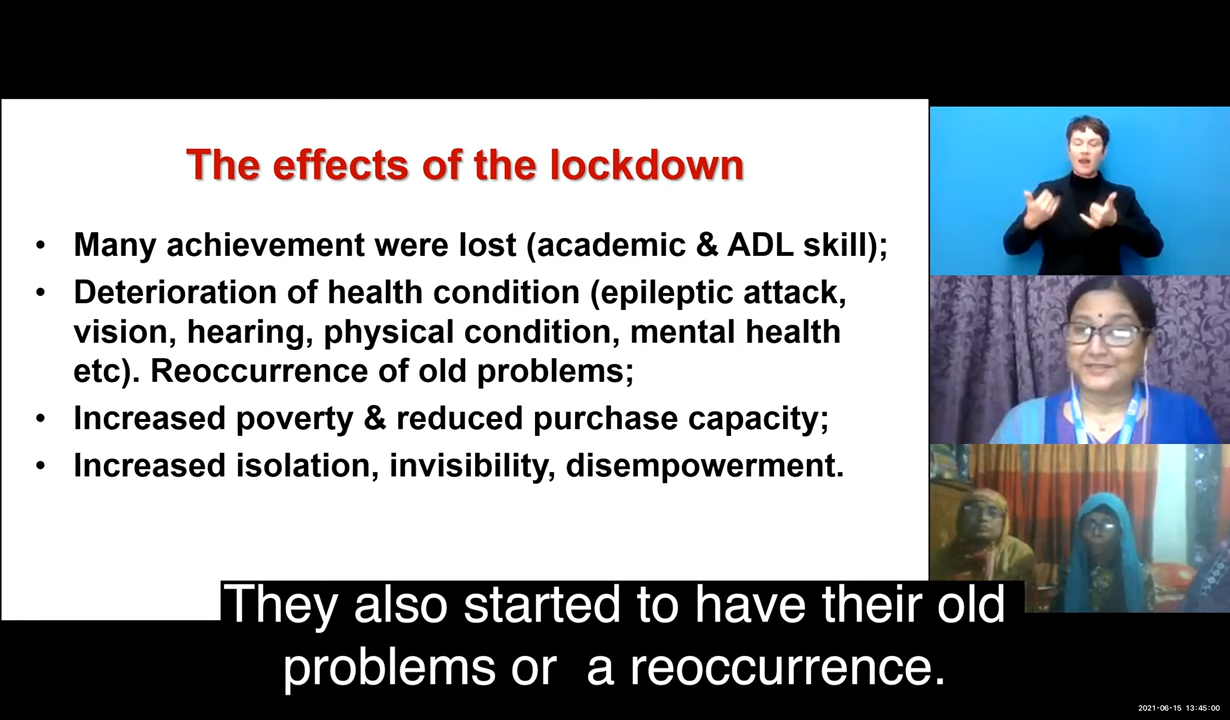 The effects of the lockdown
• Many achievement were lost (academic & ADL skill);
• Deterioration of health condition (epileptic attack,
vision, hearing, physical condition, mental health
etc). Reoccurrence of old problems;
• Increased poverty & reduced purchase capacity;
• Increased isolation, invisibility, disempowerment.
They also started to have their old
problems or  a reoccurrence.
2021-06-15 13:45:00